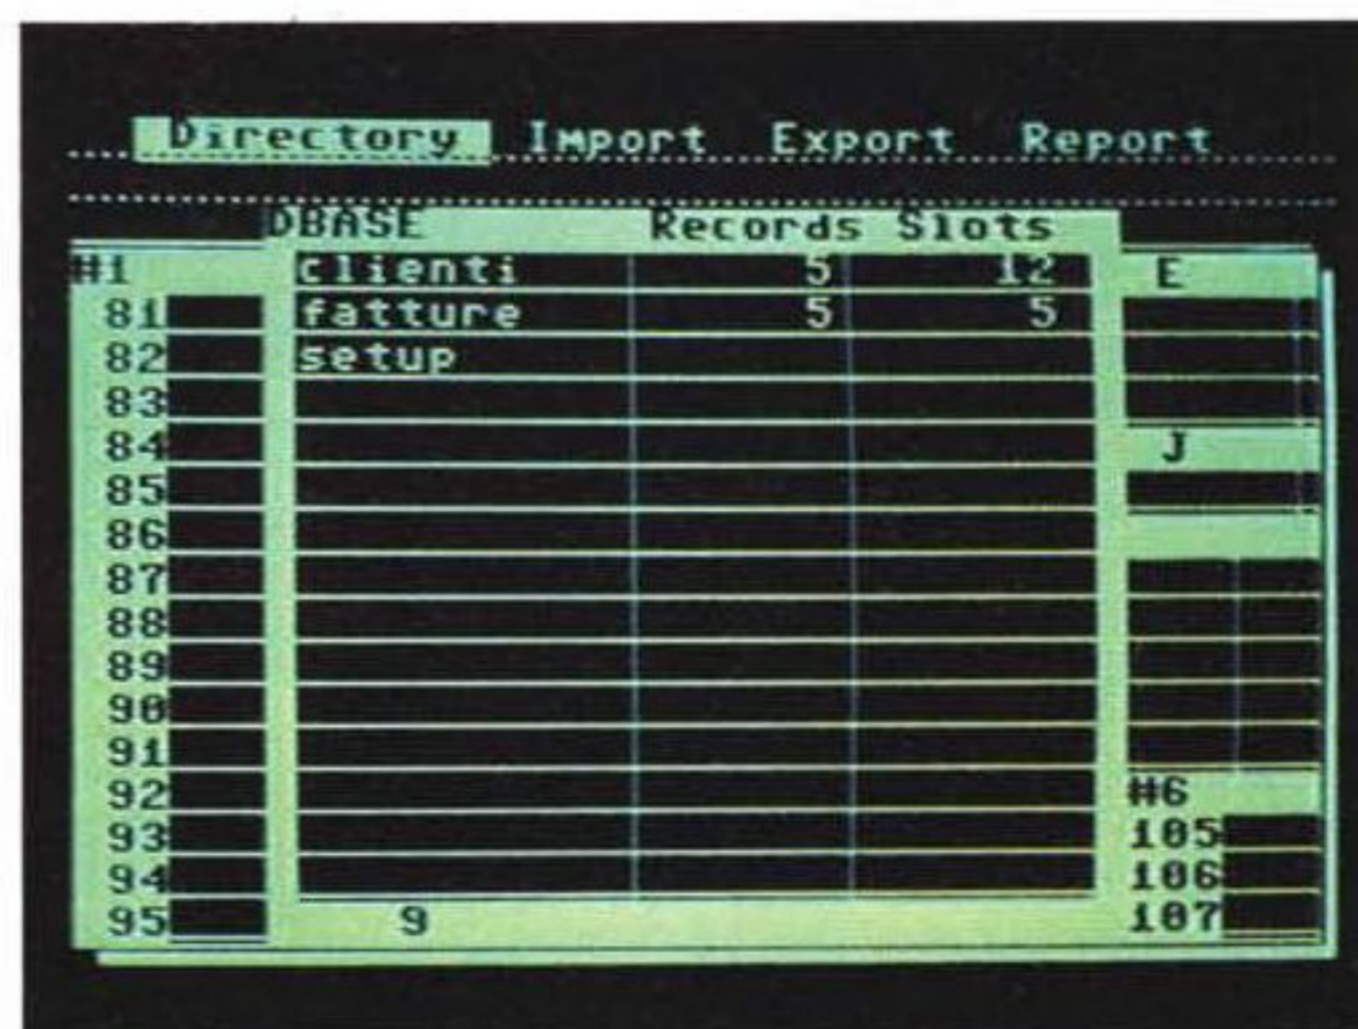 Directory Import Export Report
DBASE Records Slots
#1 clienti 5 12 E
81 fatture 5 5
82 setup
83
84 J
85
86
87
88
89
90
91
92 #6
93 105
94 106
95 9 107